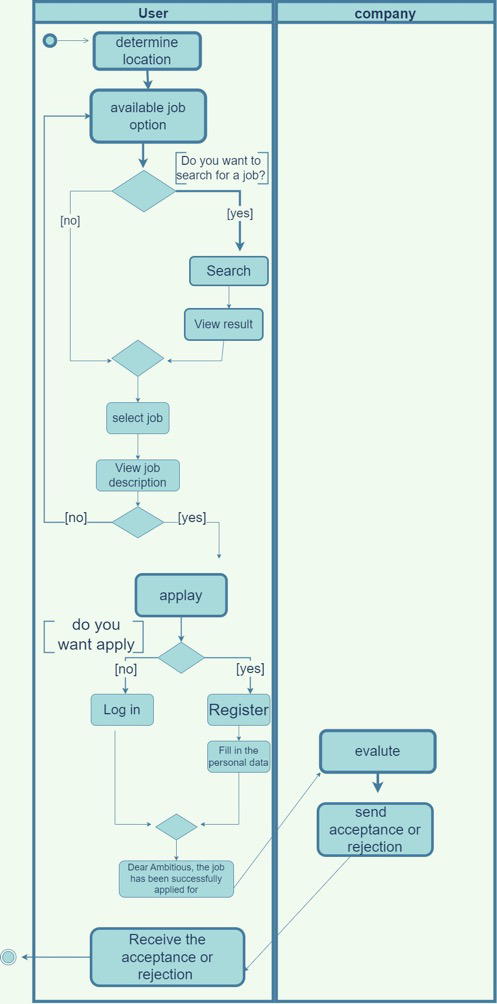 User
company
determine
location
available job
option
Do you want to
search for a job?
[no]
[yes]
Search
View result
select job
View job
description
[no]
[yes]
applay
do you
want apply
[no]
[yes]
Log in
Register
Fill in the
personal data
evalute
send
acceptance or
rejection
Dear Ambitious, the job
has been successfully
applied for
Receive the
acceptance or
rejection